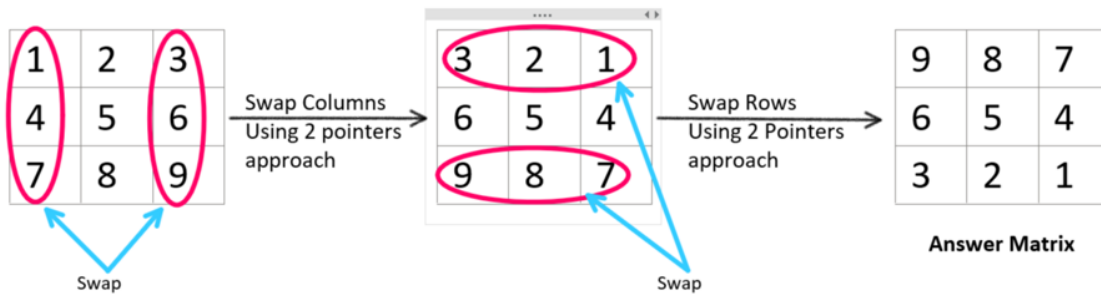 1 2 3
4 5 6
7 8 9
Swap
Swap Columns
Using 2 pointers
approach
3 2 1
6 5 4
9 8 7
Swap
Swap Rows
Using 2 Pointers
approach
9 8 7
6 5 4
3 2 1
Answer Matrix